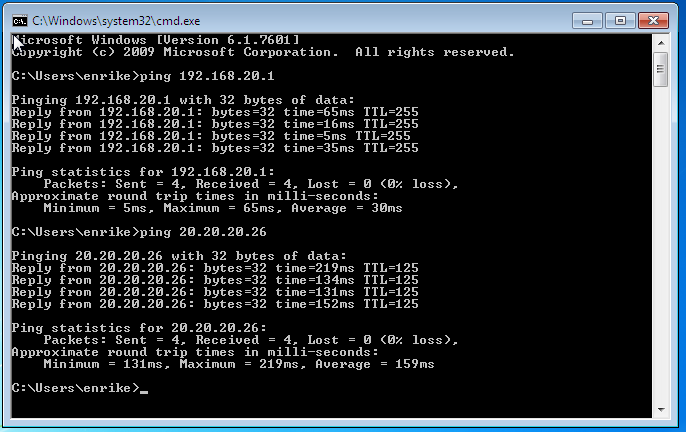 C:\Windows\system32\cmd.exe
Microsoft Windows [Version 6.1.7601]
Copyright (c) 2009 Microsoft Corporation.  All rights reserved.
C:\Users\enrike>ping 192.168.20.1
Pinging 192.168.20.1 with 32 bytes of data:
Reply from 192.168.20.1: bytes=32 time=65ms TTL=255
Reply from 192.168.20.1: bytes=32 time=16ms TTL=255
Reply from 192.168.20.1: bytes=32 time=5ms TTL=255
Reply from 192.168.20.1: bytes=32 time=35ms TTL=255
Ping statistics for 192.168.20.1:
    Packets: Sent = 4, Received = 4, Lost = 0 (0% loss),
Approximate round trip times in milli-seconds:
    Minimum = 5ms, Maximum = 65ms, Average = 30ms
C:\Users\enrike>ping 20.20.20.26
Pinging 20.20.20.26 with 32 bytes of data:
Reply from 20.20.20.26: bytes=32 time=219ms TTL=125
Reply from 20.20.20.26: bytes=32 time=134ms TTL=125
Reply from 20.20.20.26: bytes=32 time=131ms TTL=125
Reply from 20.20.20.26: bytes=32 time=152ms TTL=125
Ping statistics for 20.20.20.26:
    Packets: Sent = 4, Received = 4, Lost = 0 (0% loss),
Approximate round trip times in milli-seconds:
    Minimum = 131ms, Maximum = 219ms, Average = 159ms
C:\Users\enrike>_